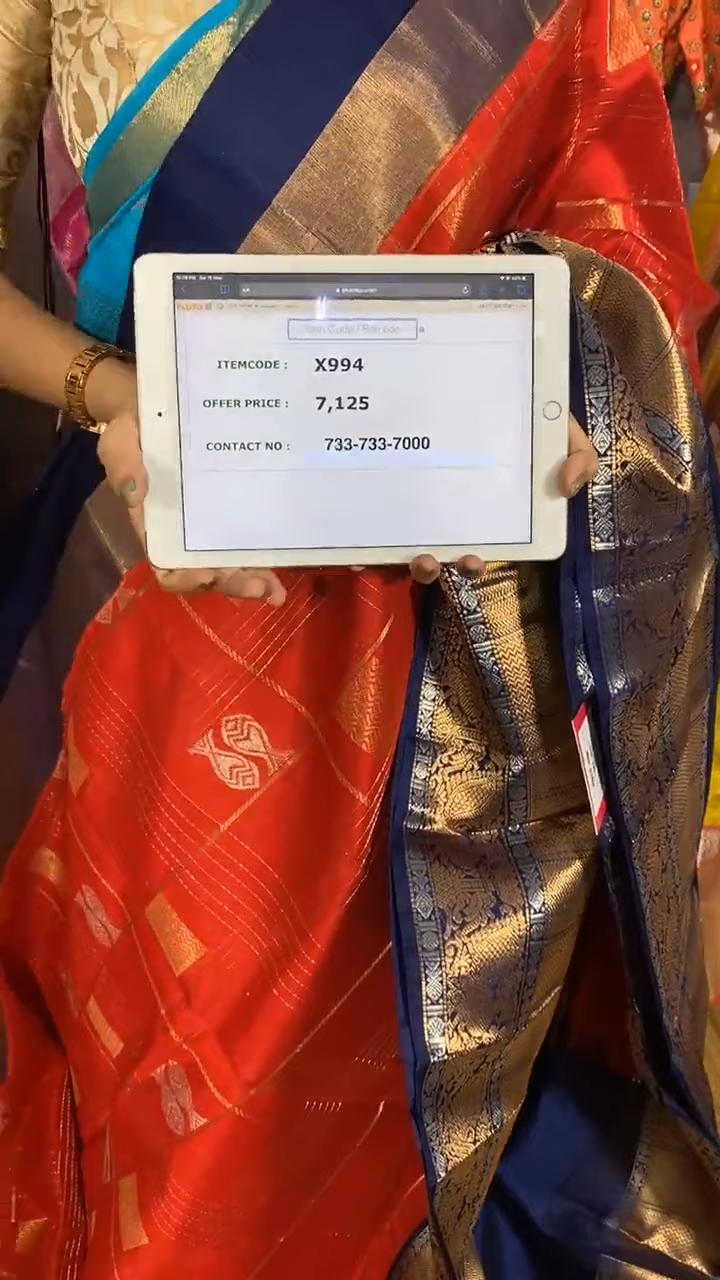 Item Code / Barcode
ITEMCODE : X994
OFFER PRICE : 7,125
CONTACT NO : 733-733-7000